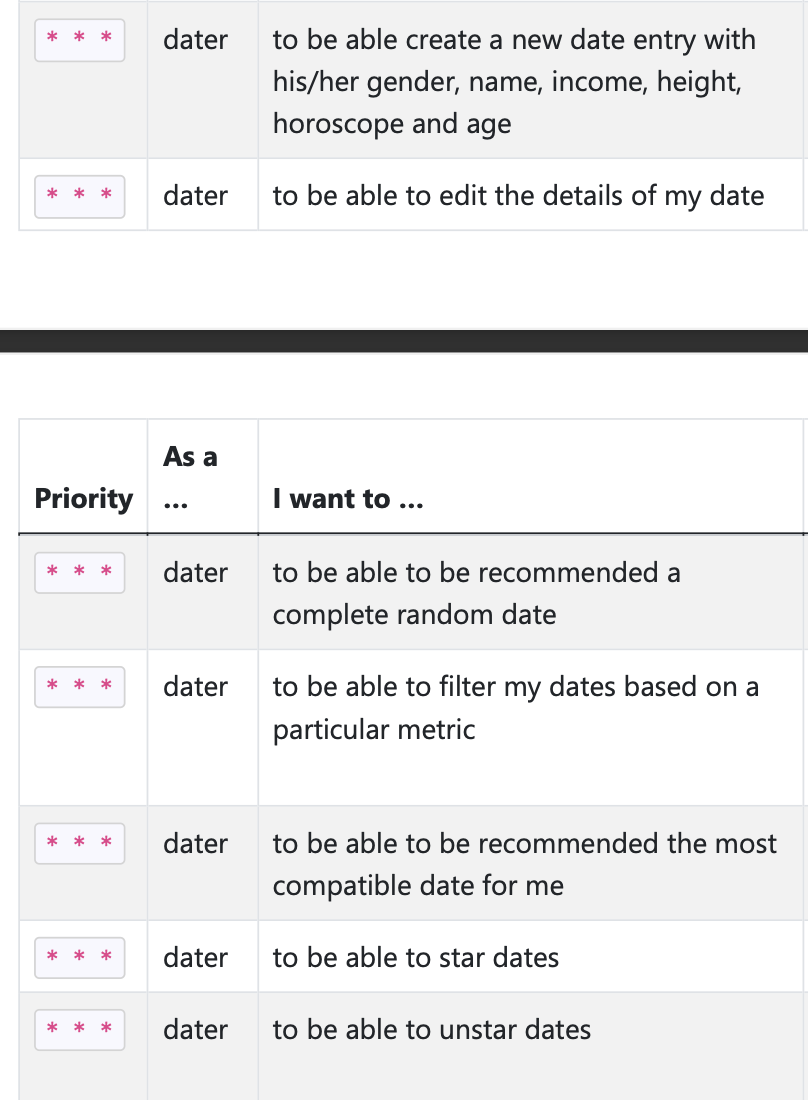 * * * dater to be able create a new date entry with
his/her gender, name, income, height,
horoscope and age
* * * dater to be able to edit the details of my date
Priority As a ... I want to ...
* * * dater to be able to be recommended a
complete random date
* * * dater to be able to filter my dates based on a
particular metric
* * * dater to be able to be recommended the most
compatible date for me
* * * dater to be able to star dates
* * * dater to be able to unstar dates